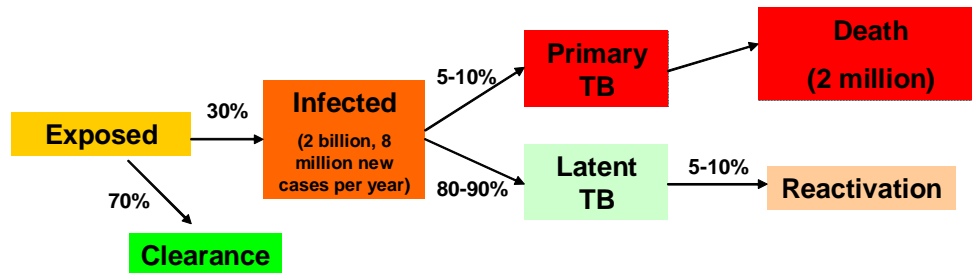 Exposed
30%
70%
Clearance
Infected
(2 billion, 8
million new
cases per year)
5-10%
80-90%
Primary
TB
Death
(2 million)
Latent
TB
5-10%
Reactivation